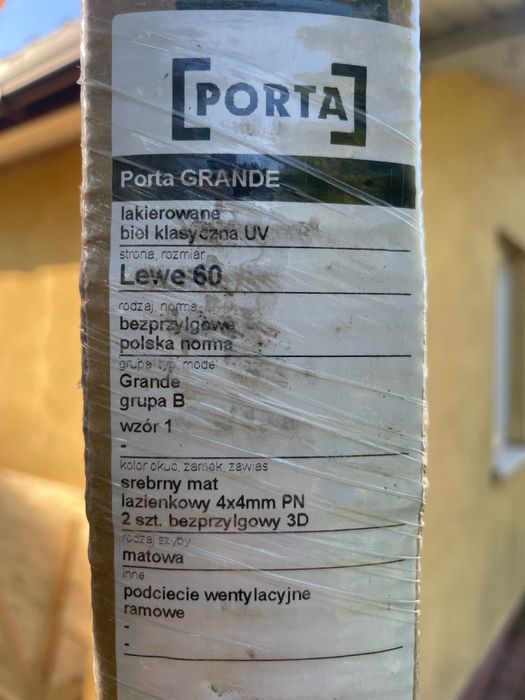 [PORTA]
Porta GRANDE
lakierowane
biel klasyczna UV
strona, rozmiar
Lewe 60
rodzaj, norma
bezprzylgowe
polska norma
grupa, typ, model
Grande
grupa B
wzór 1
-
kolor okuć, zamek, zawias
srebrny mat
lazienkowy 4x4mm PN
2 szt. bezprzylgowy 3D
rodzaj szyby
matowa
inne
podciecie wentylacyjne
ramowe
-
-